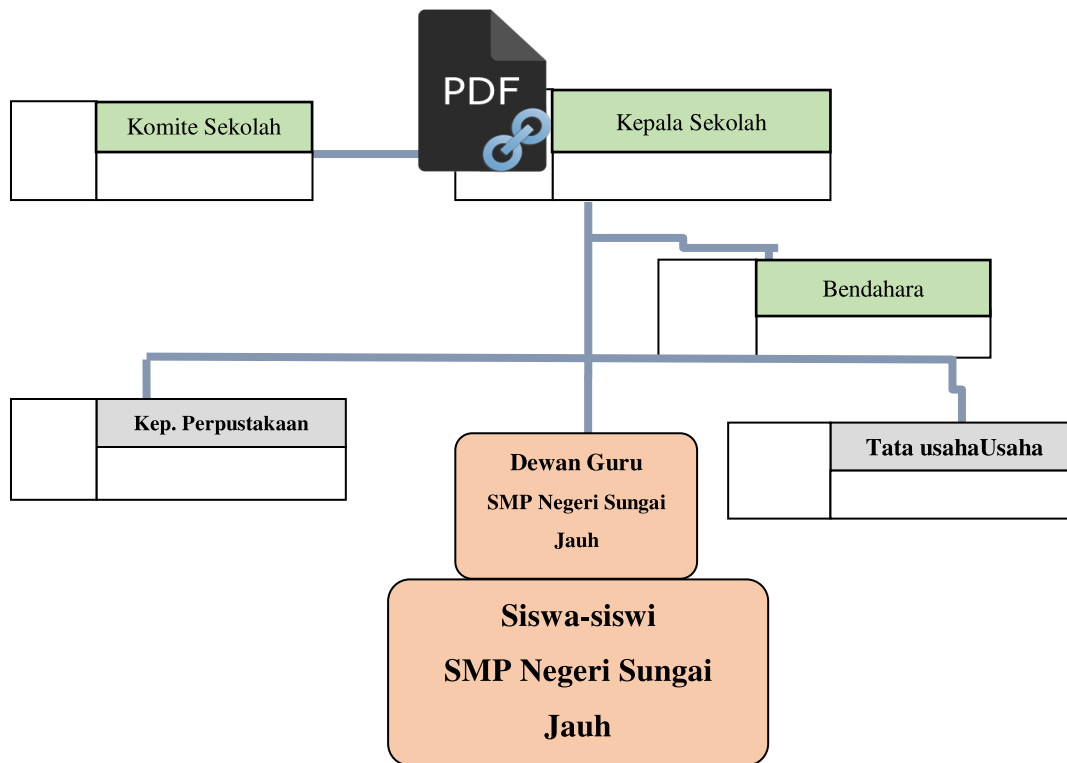 PDF
Komite Sekolah
Kepala Sekolah
Bendahara
Kep. Perpustakaan
Tata usahaUsaha
Dewan Guru
SMP Negeri Sungai
Jauh
Siswa-siswi
SMP Negeri Sungai
Jauh